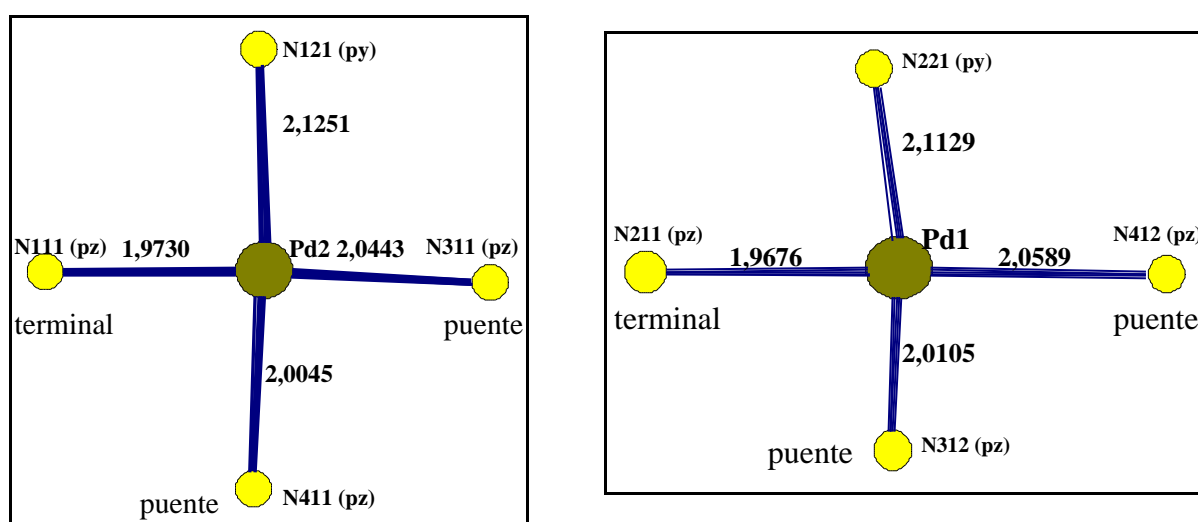 N121 (py)
2,1251
N111 (pz)
1,9730
Pd2
2,0443
N311 (pz)
terminal
puente
2,0045
puente
N411 (pz)
N221 (py)
2,1129
N211 (pz)
1,9676
Pd1
2,0589
N412 (pz)
terminal
puente
2,0105
puente
N312 (pz)